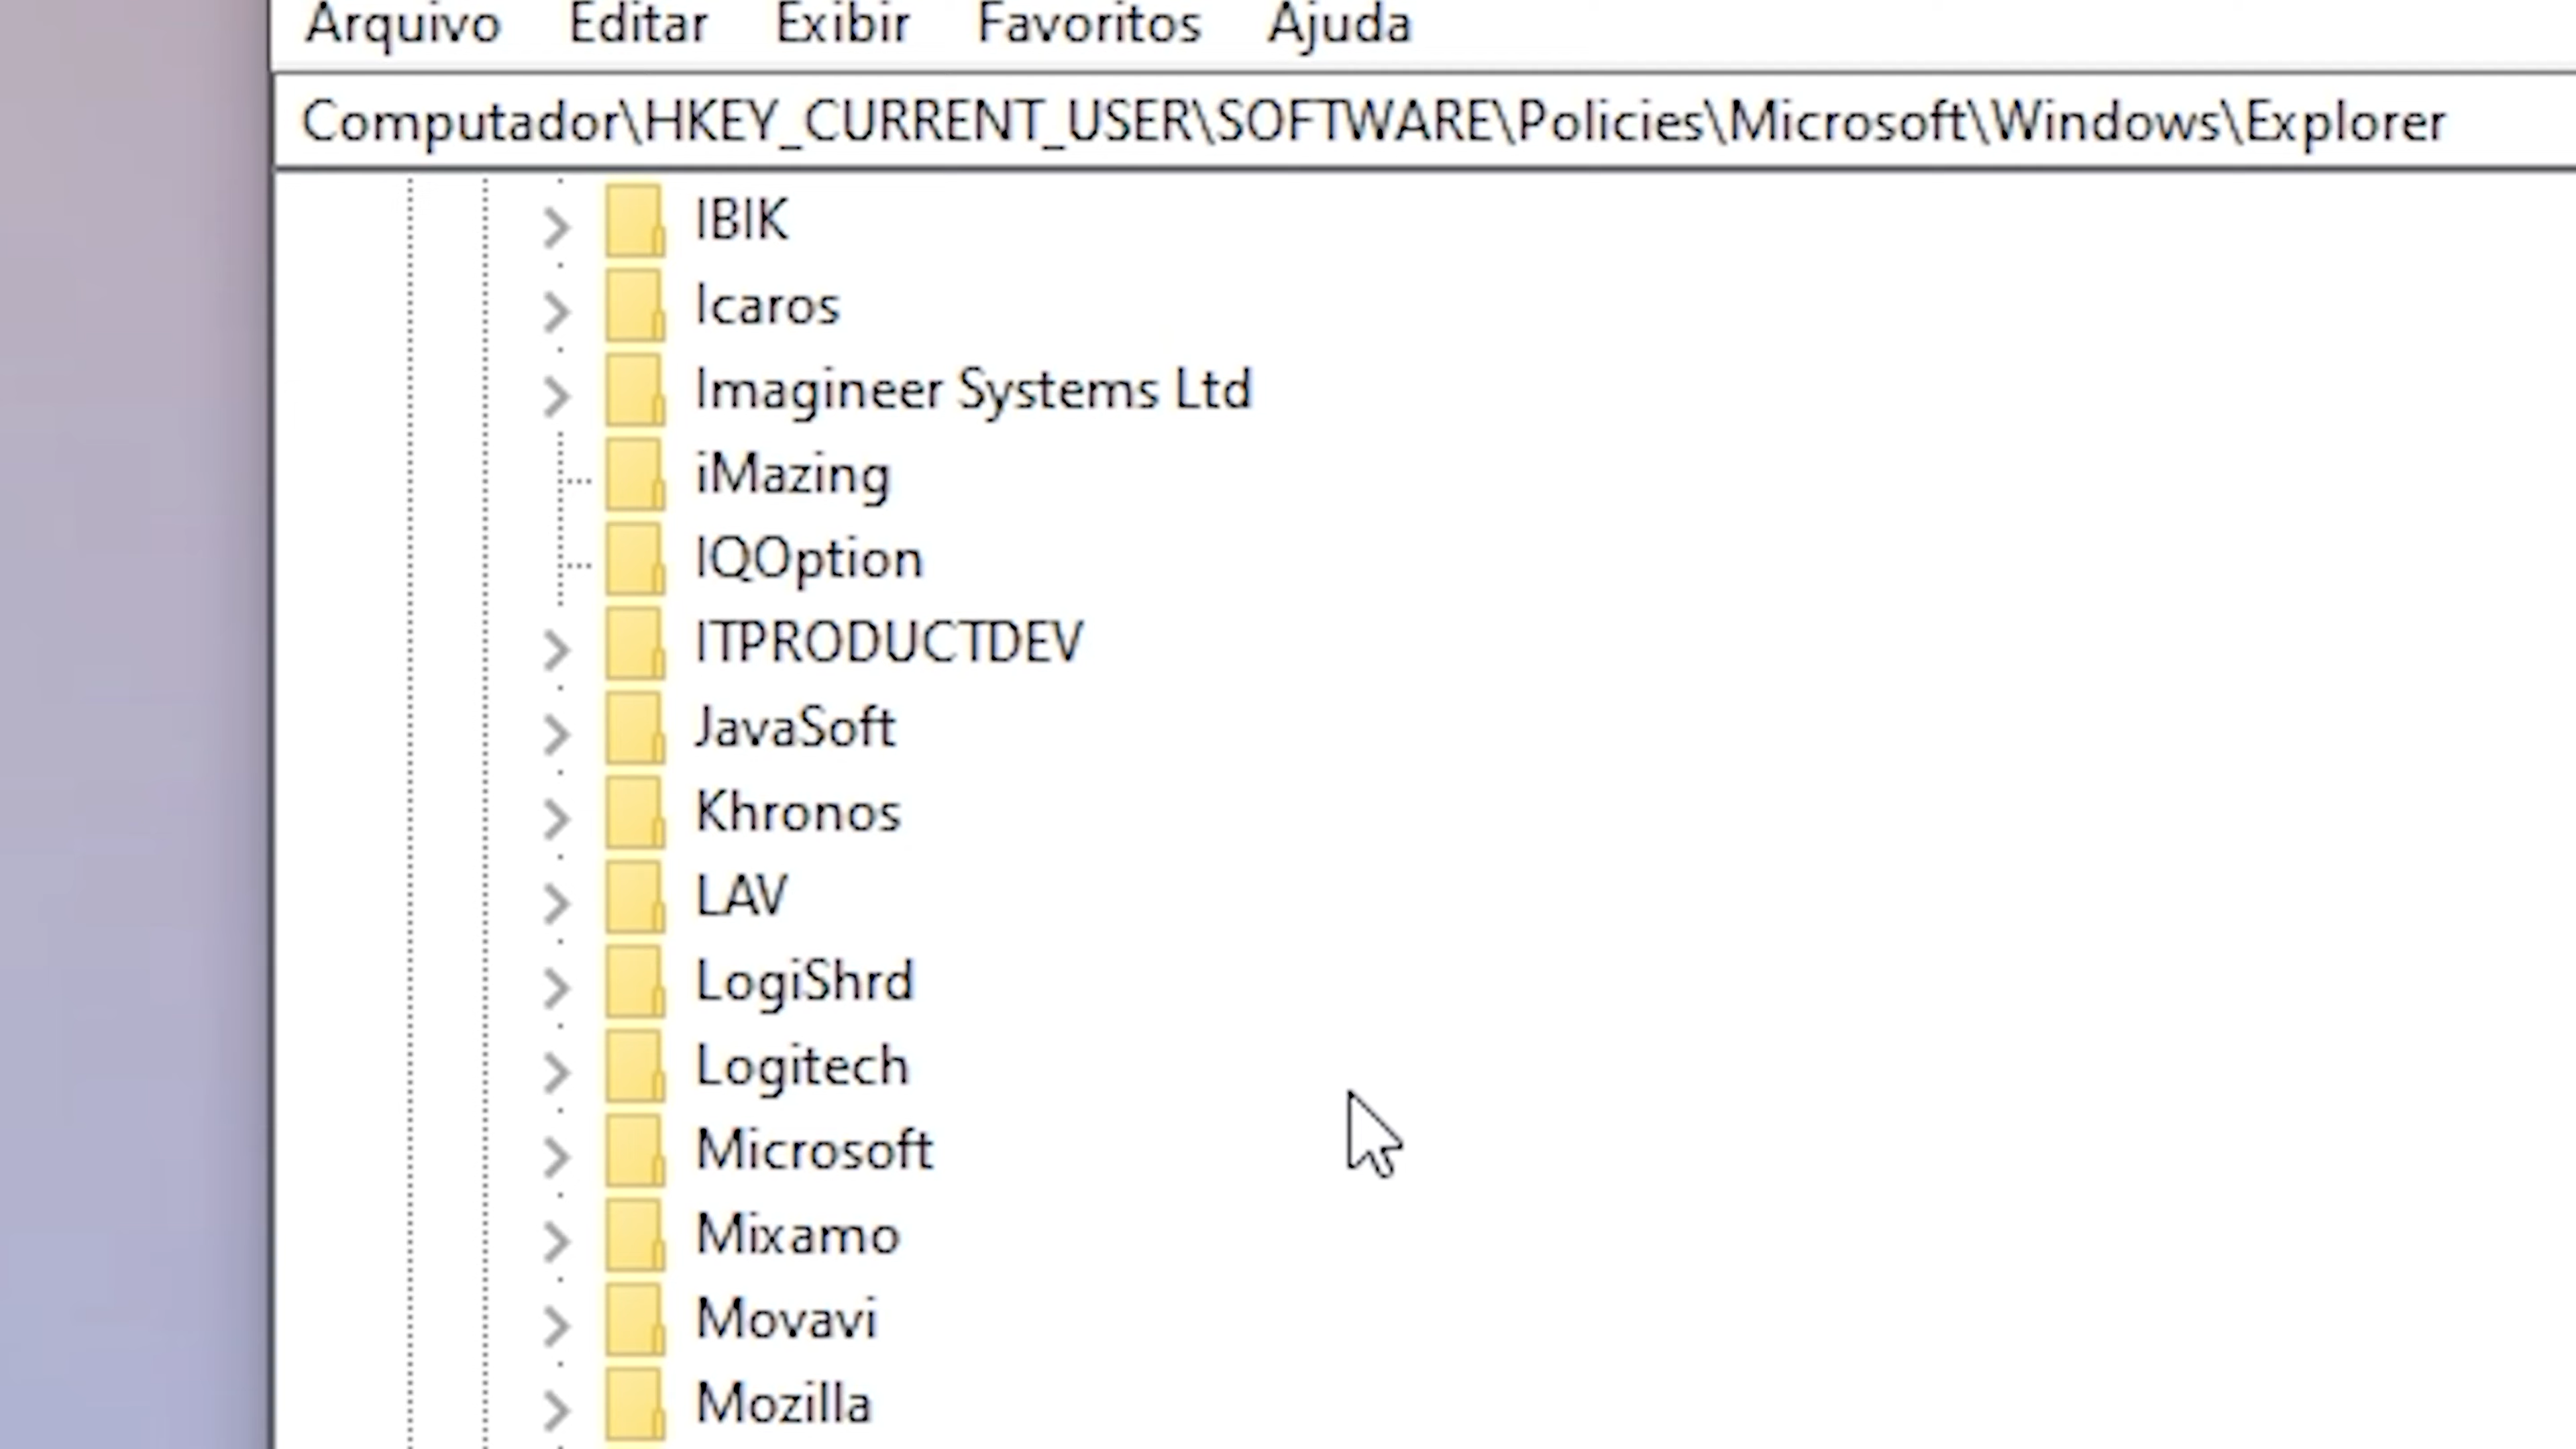 Arquivo Editar Exibir Favoritos Ajuda
Computador\HKEY_CURRENT_USER\SOFTWARE\Policies\Microsoft\Windows\Explorer
IBIK
Icaros
Imagineer Systems Ltd
iMazing
IQOption
ITPRODUCTDEV
JavaSoft
Khronos
LAV
LogiShrd
Logitech
Microsoft
Mixamo
Movavi
Mozilla